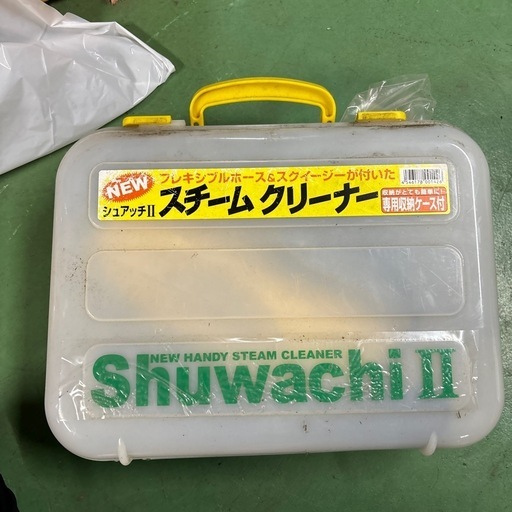 NEW
フレキシブルホース&スクイージーが付いた
シュアッチII
スチームクリーナー
収納がとても簡単に!
専用収納ケース付
NEW HANDY STEAM CLEANER
Shuwachi II